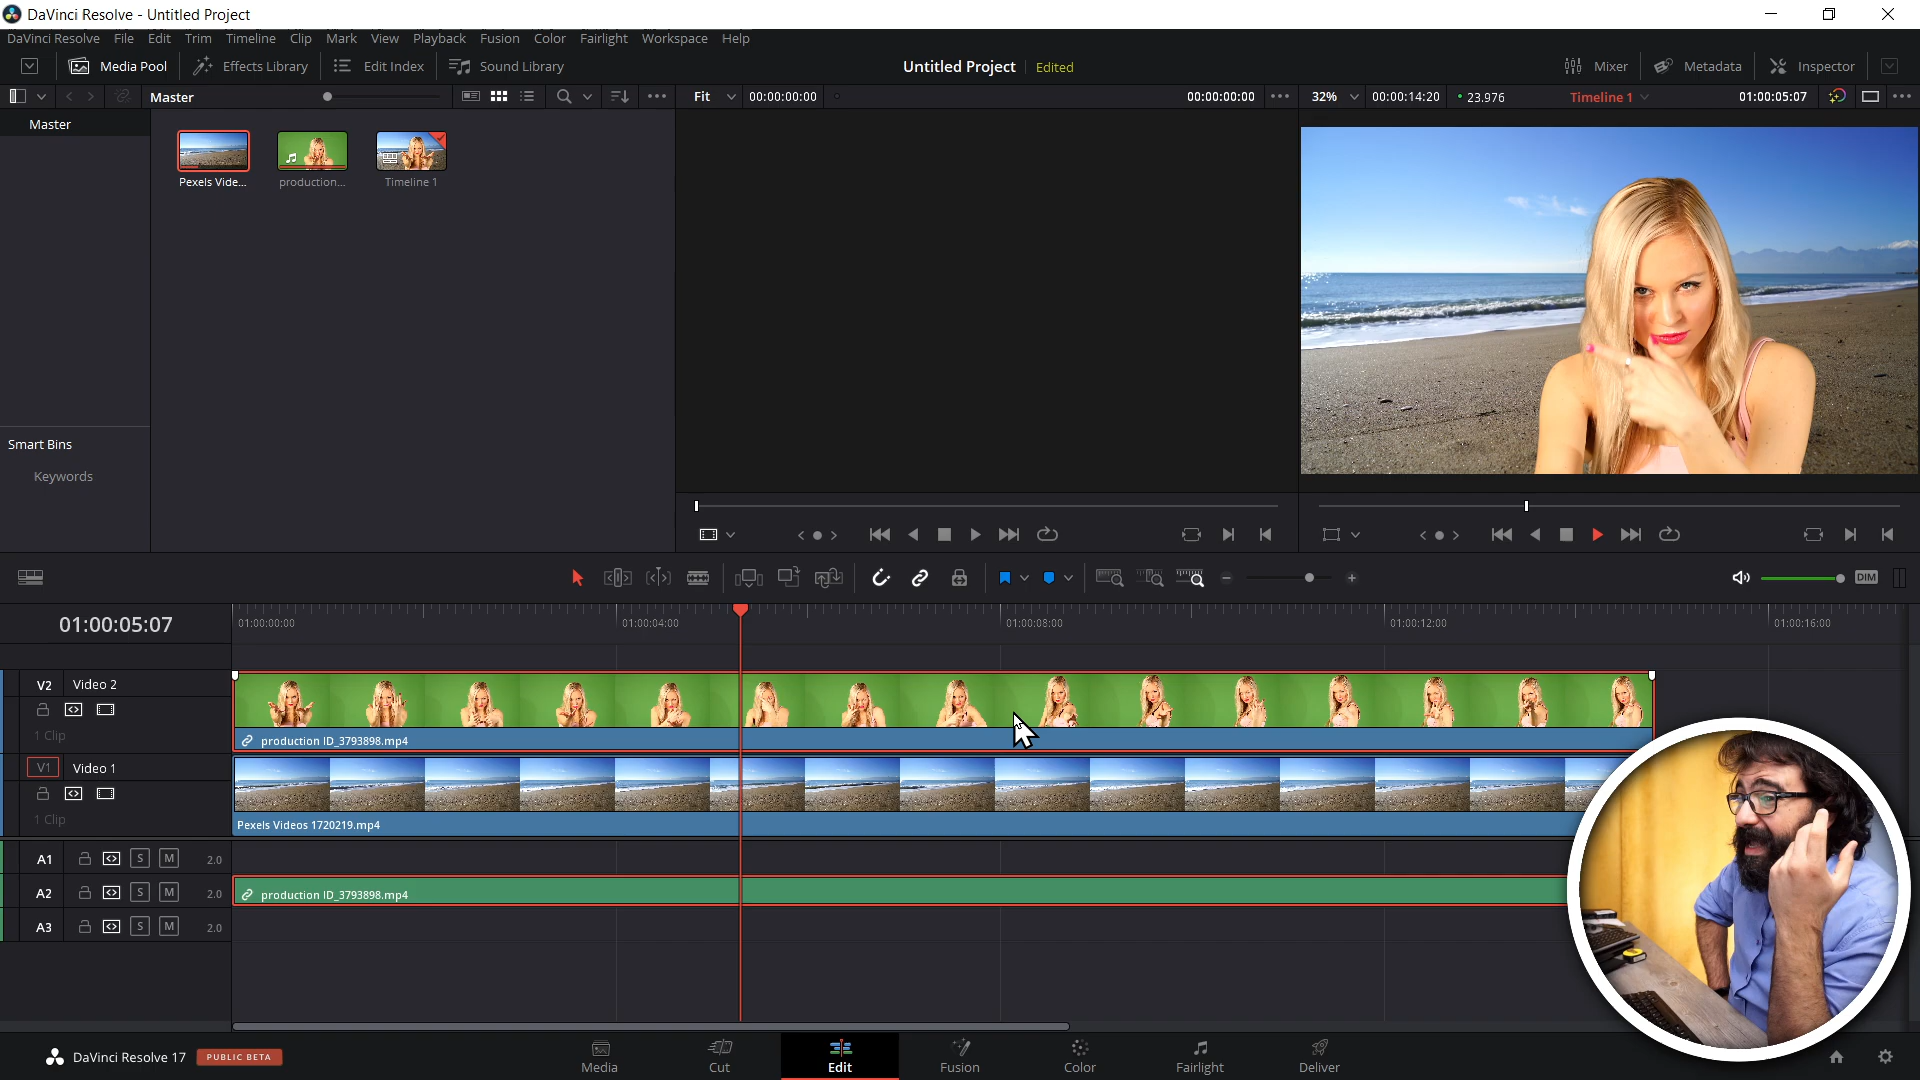 DaVinci Resolve - Untitled Project
DaVinci Resolve File Edit Trim Timeline Clip Mark View Playback Fusion Color Fairlight Workspace Help
Media Pool Effects Library Edit Index Sound Library Untitled Project Edited Mixer Metadata Inspector
Master Fit 00:00:00:00 00:00:00:00 32% 00:00:14:20 23.976 Timeline 1 01:00:05:07
Master
Pexels Vide... production... Timeline 1
Smart Bins
Keywords
DIM
01:00:05:07 01:00:00:00 01:00:04:00 01:00:08:00 01:00:12:00 01:00:16:00
V2 Video 2
1 Clip
production ID_3793898.mp4
V1 Video 1
1 Clip
Pexels Videos 1720219.mp4
A1 S M 2.0
A2 S M 2.0 production ID_3793898.mp4
A3 S M 2.0
DaVinci Resolve 17 PUBLIC BETA Media Cut Edit Fusion Color Fairlight Deliver